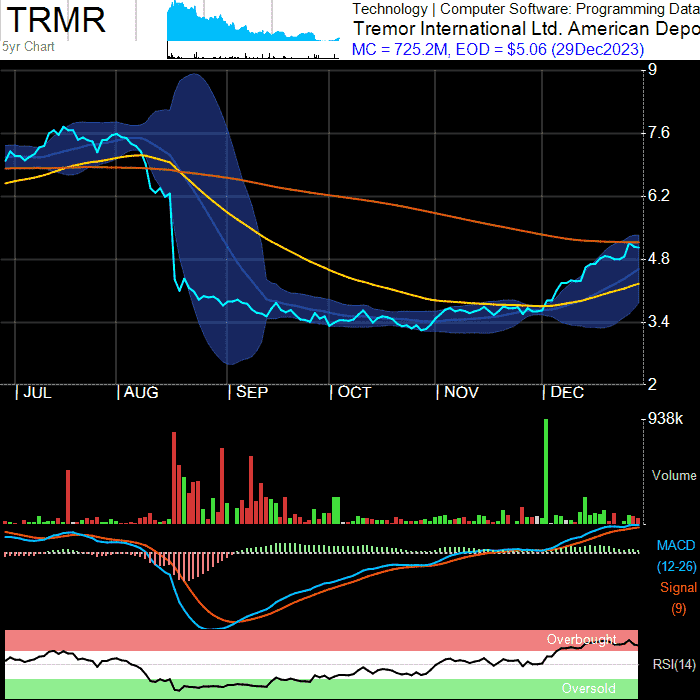 TRMR
5yr Chart
Technology | Computer Software: Programming Data
Tremor International Ltd. American Depo
MC = 725.2M, EOD = $5.06 (29Dec2023)
9
7.6
6.2
4.8
3.4
2
JUL AUG SEP OCT NOV DEC
938k
Volume
MACD
(12-26)
Signal
(9)
Overbought
RSI(14)
Oversold